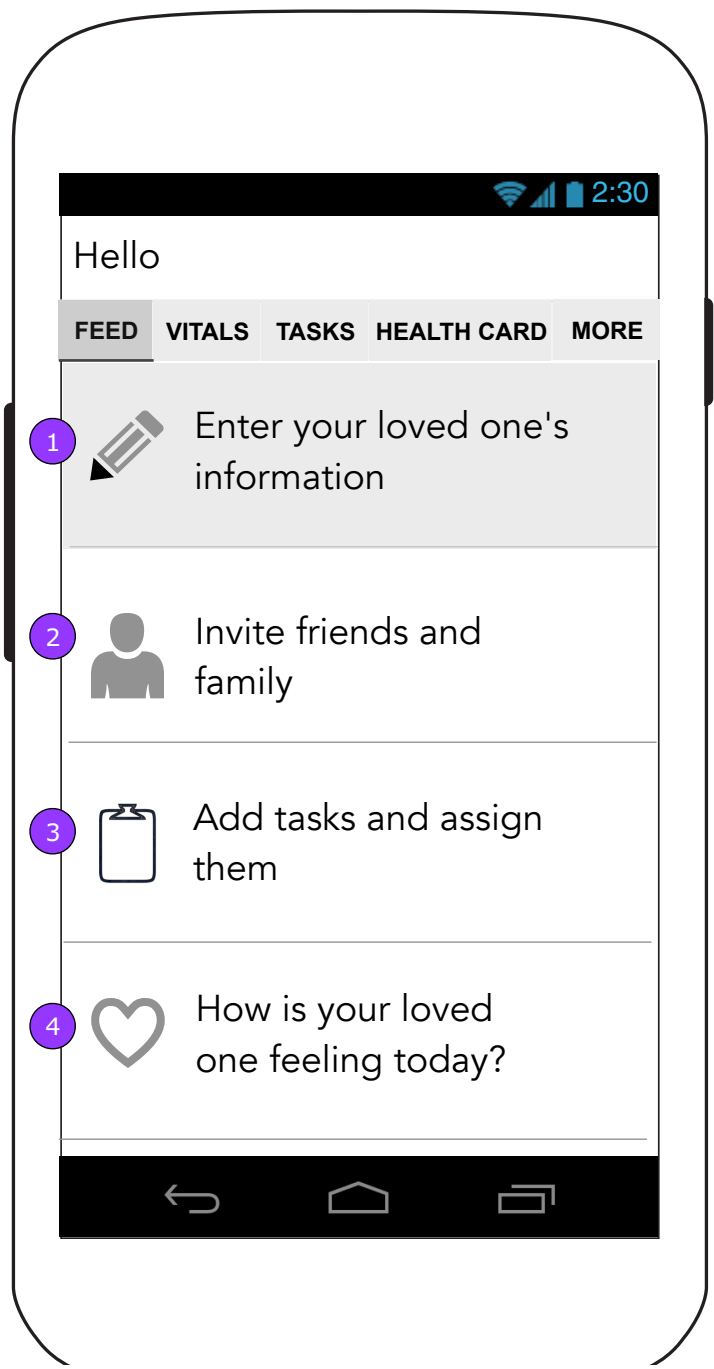 2:30
Hello
FEED VITALS TASKS HEALTH CARD MORE
1
Enter your loved one's
information
2
Invite friends and
family
3
Add tasks and assign
them
4
How is your loved
one feeling today?